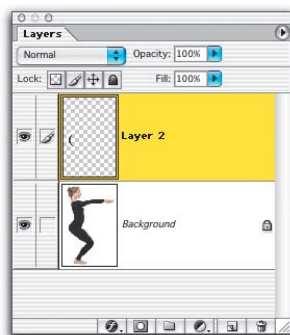 Layers
Normal Opacity: 100%
Lock: Fill: 100%
Layer 2
Background